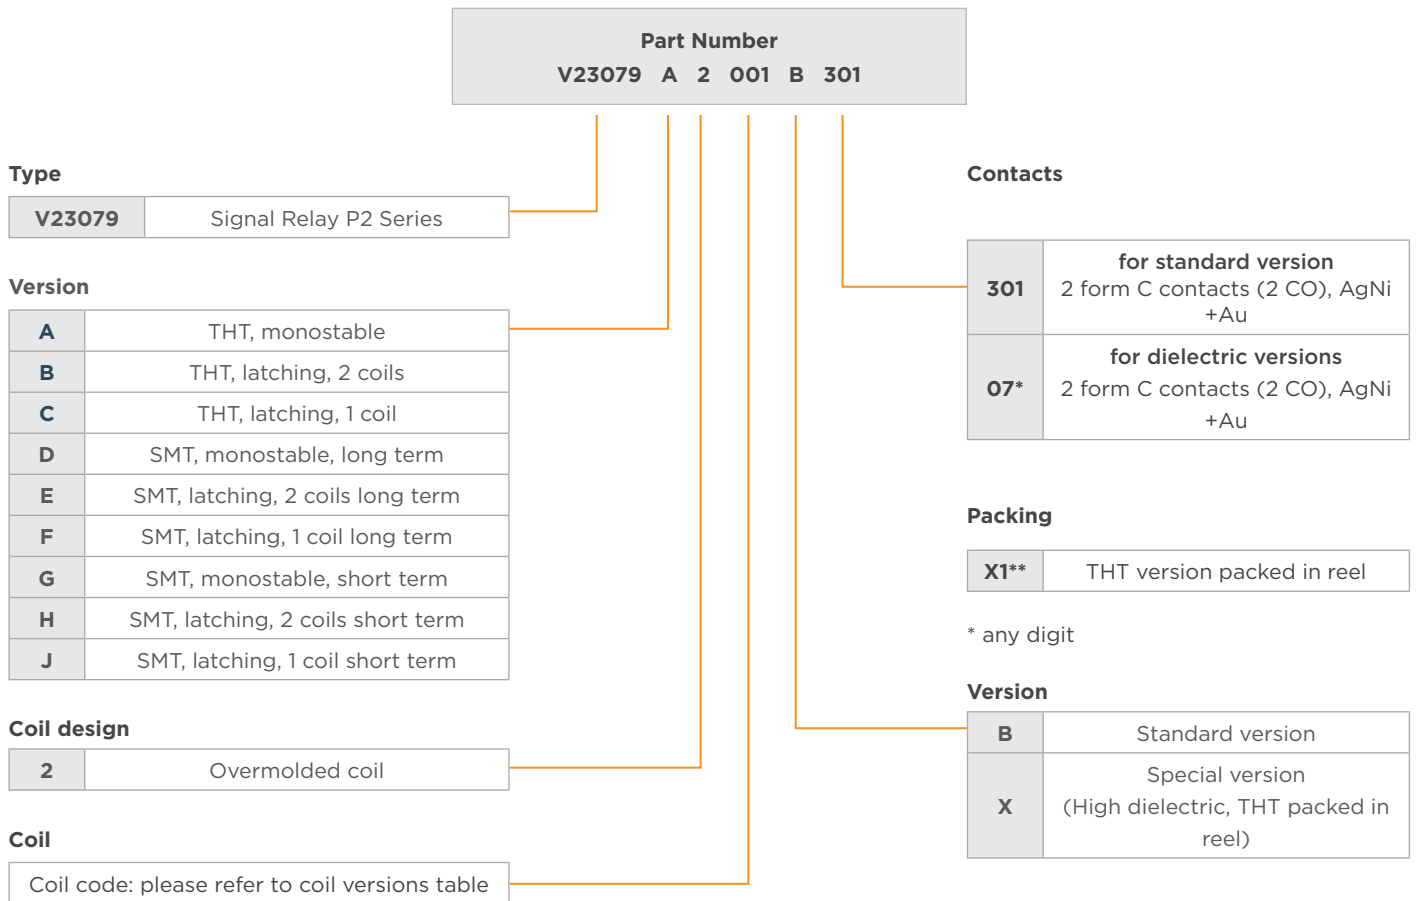 Part Number
V23079 A 2 001 B 301
Type
V23079 Signal Relay P2 Series
Version
A THT, monostable
B THT, latching, 2 coils
C THT, latching, 1 coil
D SMT, monostable, long term
E SMT, latching, 2 coils long term
F SMT, latching, 1 coil long term
G SMT, monostable, short term
H SMT, latching, 2 coils short term
J SMT, latching, 1 coil short term
Coil design
2 Overmolded coil
Coil
Coil code: please refer to coil versions table
Contacts
for standard version
301 2 form C contacts (2 CO), AgNi
+Au
for dielectric versions
07* 2 form C contacts (2 CO), AgNi
+Au
Packing
X1** THT version packed in reel
* any digit
Version
B Standard version
Special version
X (High dielectric, THT packed in
reel)